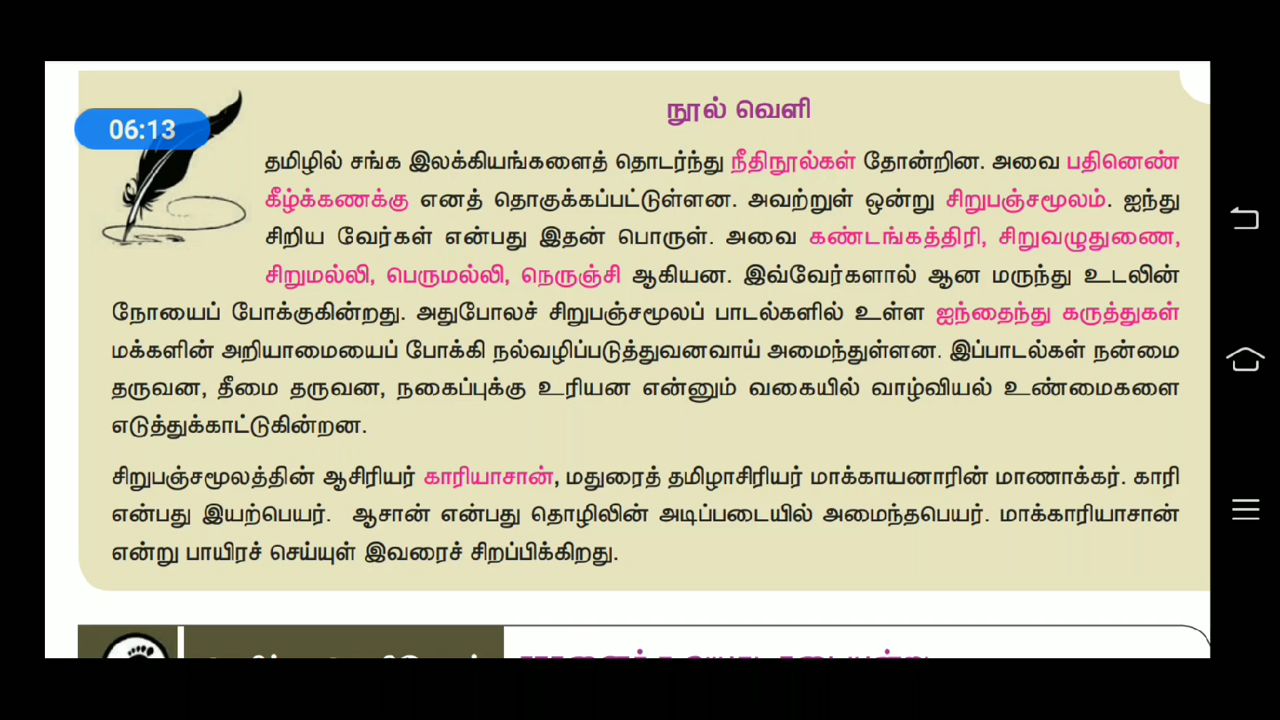 நூல் வெளி
06:13
தமிழில் சங்க இலக்கியங்களைத் தொடர்ந்து நீதிநூல்கள் தோன்றின. அவை பதினெண்
கீழ்க்கணக்கு எனத் தொகுக்கப்பட்டுள்ளன. அவற்றுள் ஒன்று சிறுபஞ்சமூலம். ஐந்து
சிறிய வேர்கள் என்பது இதன் பொருள். அவை கண்டங்கத்திரி, சிறுவழுதுணை,
சிறுமல்லி, பெருமல்லி, நெருஞ்சி ஆகியன. இவ்வேர்களால் ஆன மருந்து உடலின்
நோயைப் போக்குகின்றது. அதுபோலச் சிறுபஞ்சமூலப் பாடல்களில் உள்ள ஐந்தைந்து கருத்துகள்
மக்களின் அறியாமையைப் போக்கி நல்வழிப்படுத்துவனவாய் அமைந்துள்ளன. இப்பாடல்கள் நன்மை
தருவன, தீமை தருவன, நகைப்புக்கு உரியன என்னும் வகையில் வாழ்வியல் உண்மைகளை
எடுத்துக்காட்டுகின்றன.
சிறுபஞ்சமூலத்தின் ஆசிரியர் காரியாசான், மதுரைத் தமிழாசிரியர் மாக்காயனாரின் மாணாக்கர். காரி
என்பது இயற்பெயர். ஆசான் என்பது தொழிலின் அடிப்படையில் அமைந்தபெயர். மாக்காரியாசான்
என்று பாயிரச் செய்யுள் இவரைச் சிறப்பிக்கிறது.